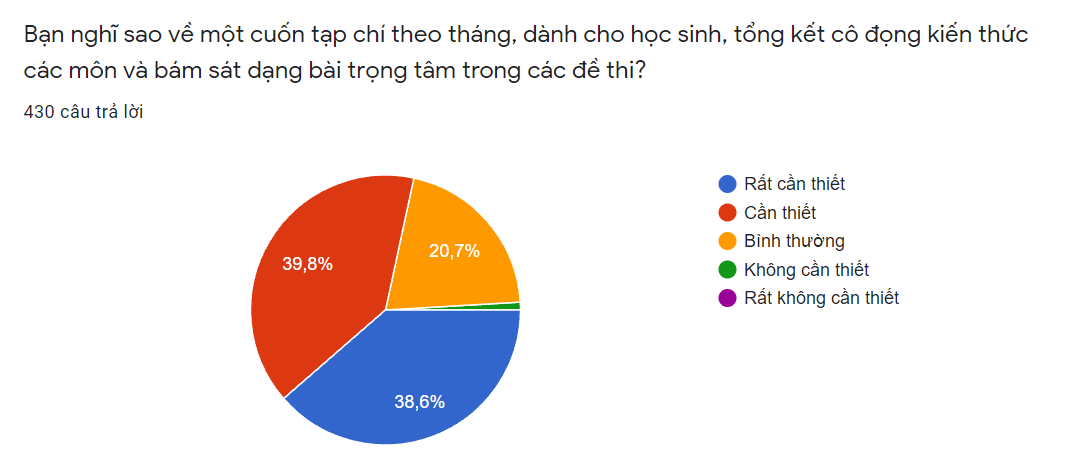 Bạn nghĩ sao về một cuốn tạp chí theo tháng, dành cho học sinh, tổng kết cô đọng kiến thức
các môn và bám sát dạng bài trọng tâm trong các đề thi?
430 câu trả lời
39,8%
20,7%
38,6%
Rất cần thiết
Cần thiết
Bình thường
Không cần thiết
Rất không cần thiết